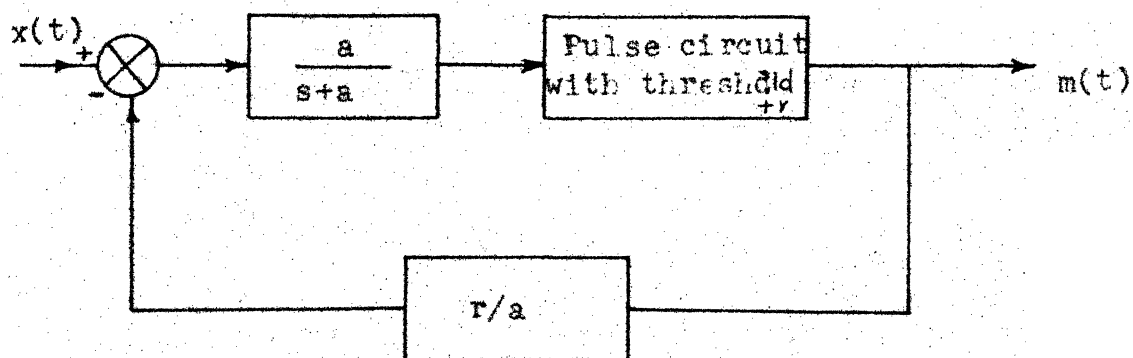 x(t)
+
-
a
s+a
Pulse circuit
with threshold
+r
m(t)
r/a